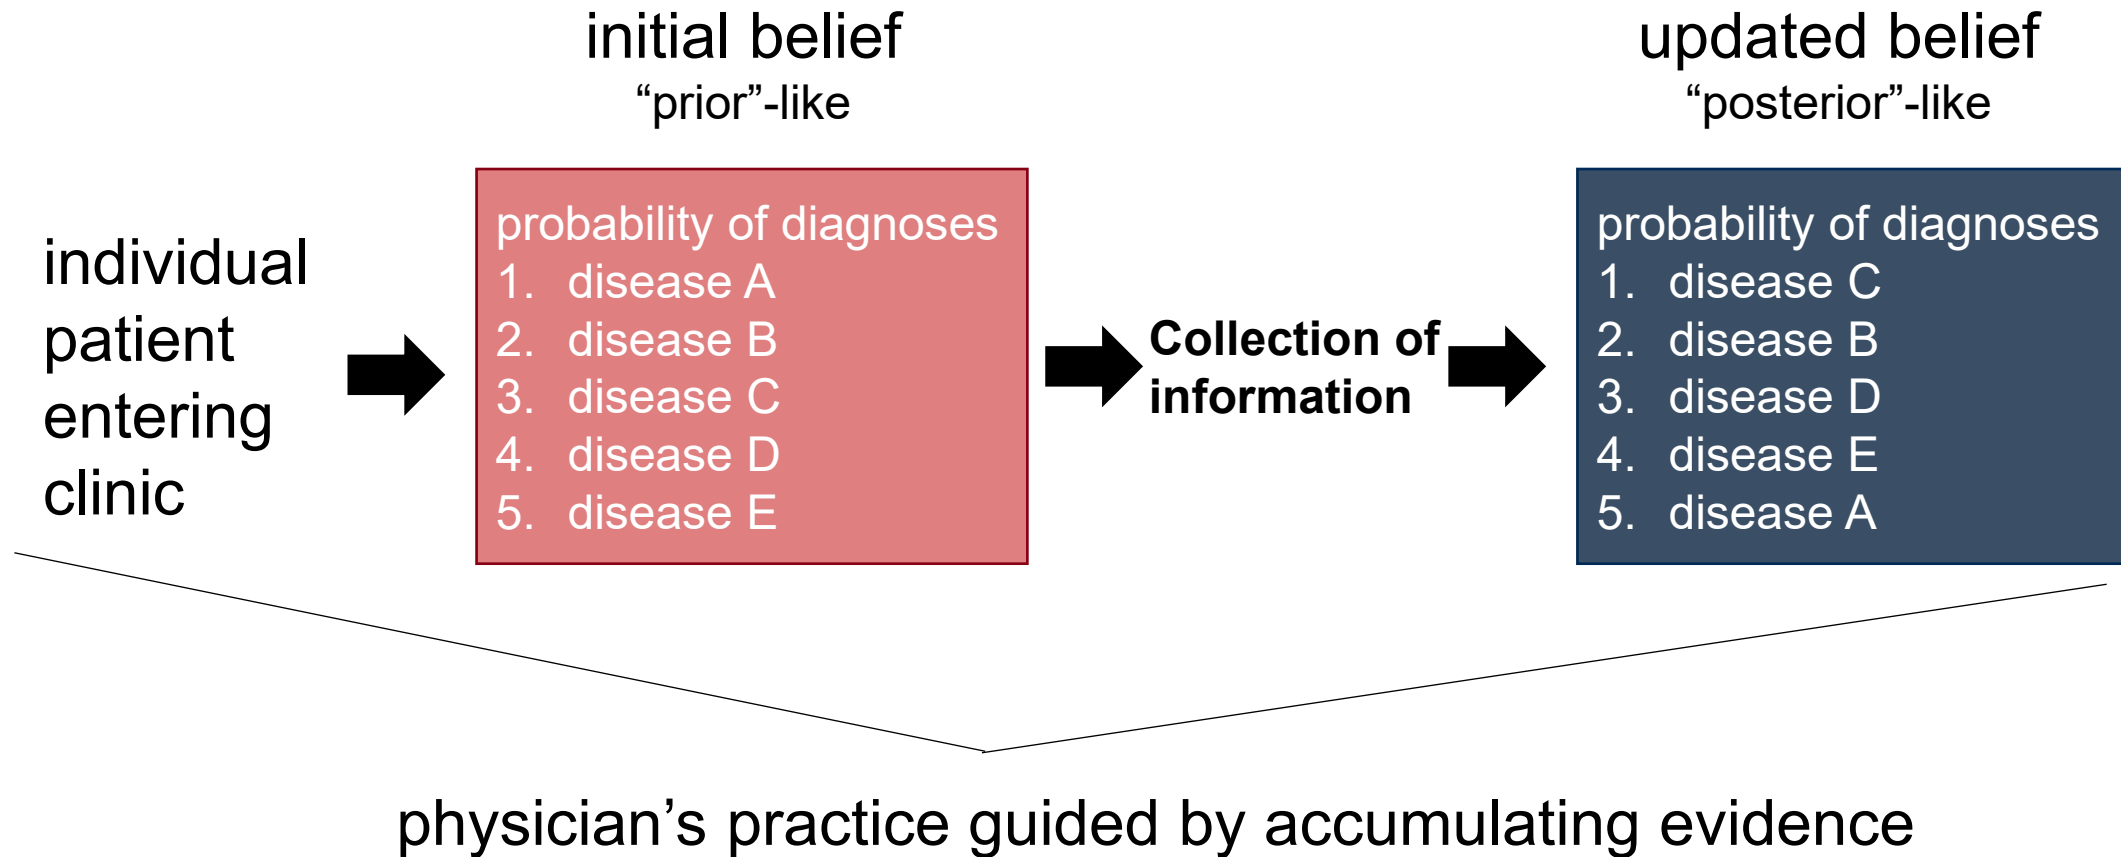 initial belief
“prior”-like
updated belief
“posterior”-like
individual
patient
entering
clinic
probability of diagnoses
1. disease A
2. disease B
3. disease C
4. disease D
5. disease E
Collection of
information
probability of diagnoses
1. disease C
2. disease B
3. disease D
4. disease E
5. disease A
physician’s practice guided by accumulating evidence